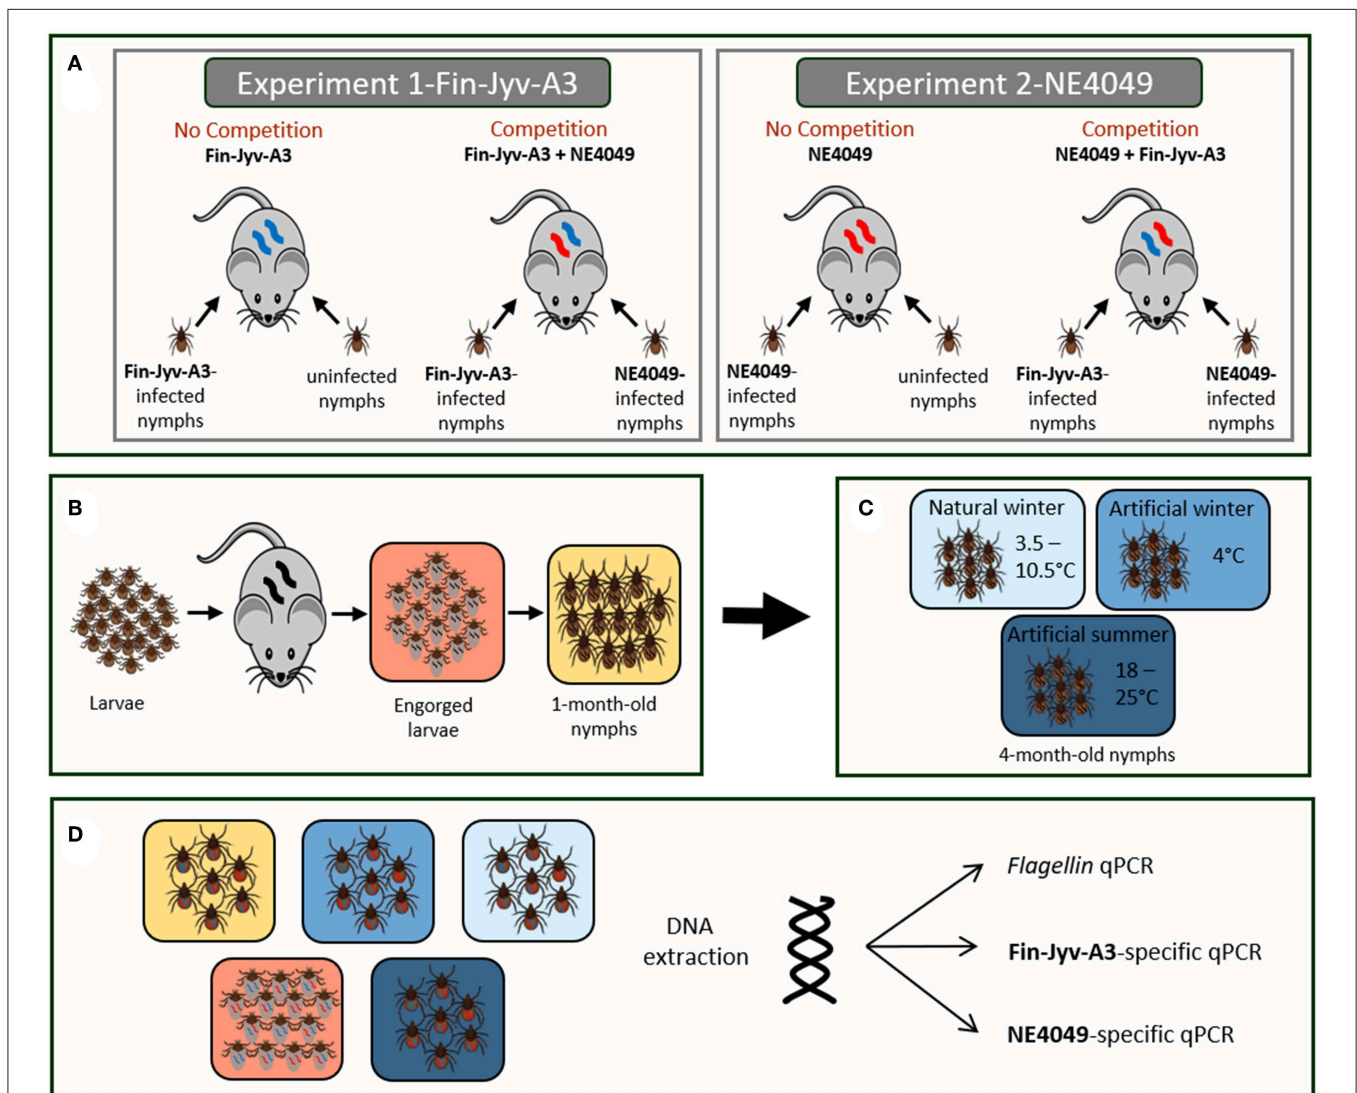 A
Experiment 1-Fin-Jyv-A3
No Competition
Fin-Jyv-A3
Competition
Fin-Jyv-A3 + NE4049
Fin-Jyv-A3-
infected
nymphs
uninfected
nymphs
Fin-Jyv-A3-
infected
nymphs
NE4049-
infected
nymphs
Experiment 2-NE4049
No Competition
NE4049
Competition
NE4049 + Fin-Jyv-A3
NE4049-
infected
nymphs
uninfected
nymphs
Fin-Jyv-A3-
infected
nymphs
NE4049-
infected
nymphs
B
Larvae
Engorged
larvae
1-month-old
nymphs
C
Natural winter
3.5 –
10.5°C
Artificial winter
4°C
Artificial summer
18 –
25°C
4-month-old nymphs
D
DNA
extraction
Flagellin qPCR
Fin-Jyv-A3-specific qPCR
NE4049-specific qPCR